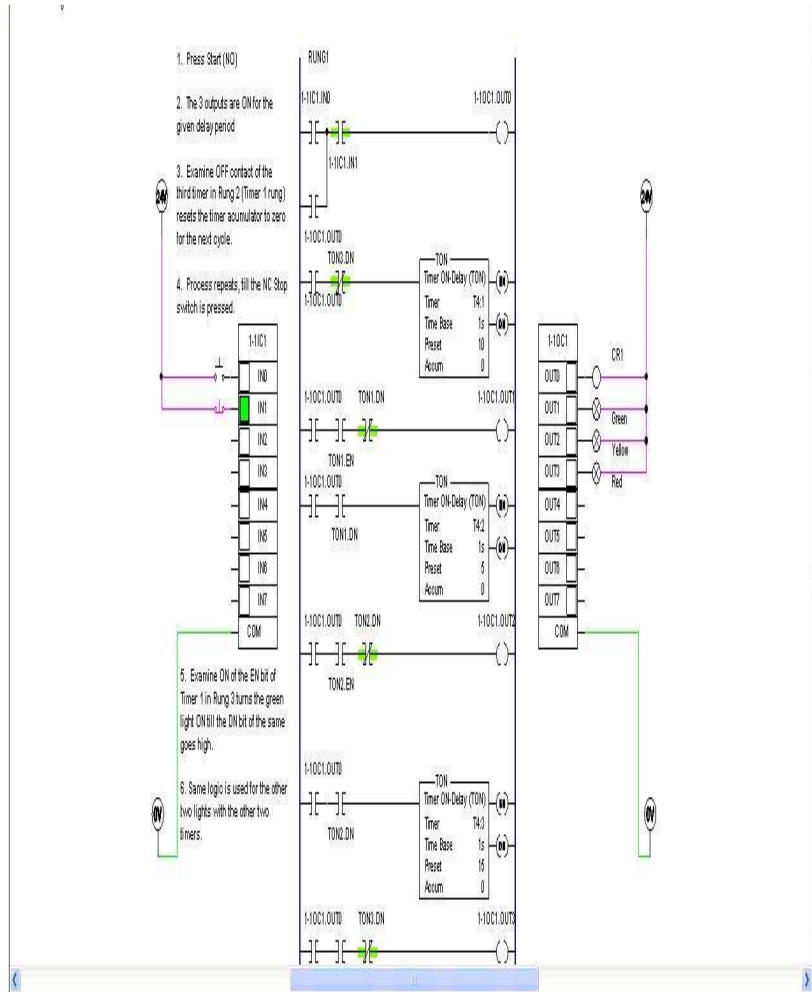 1. Press Start (NO)
2. The 3 outputs are ON for the
given delay period
3. Examine OFF contact of the
third timer in Rung 2 (Timer 1 rung)
resets the timer acumulator to zero
for the next cycle.
4. Process repeats, till the NC Stop
switch is pressed.
24V
1-1IC1
IN0
IN1
IN2
IN3
IN4
IN5
IN6
IN7
COM
5. Examine ON of the EN bit of
Timer 1 in Rung 3 turns the green
light ON till the DN bit of the same
goes high.
6. Same logic is used for the other
two lights with the other two
timers.
0V
RUNG1
1-1IC1.IN0
1-1OC1.OUT0
1-1IC1.IN1
1-1OC1.OUT0
TON3.DN
1-1OC1.OUT0
TON
Timer ON-Delay (TON)
Timer T4:1
Time Base 1s
Preset 10
Accum 0
EN
DN
1-1OC1.OUT0 TON1.DN 1-1OC1.OUT1
TON1.EN
1-1OC1.OUT0
TON1.DN
TON
Timer ON-Delay (TON)
Timer T4:2
Time Base 1s
Preset 5
Accum 0
EN
DN
1-1OC1.OUT0 TON2.DN 1-1OC1.OUT2
TON2.EN
1-1OC1.OUT0
TON2.DN
TON
Timer ON-Delay (TON)
Timer T4:3
Time Base 1s
Preset 15
Accum 0
EN
DN
1-1OC1.OUT0 TON3.DN 1-1OC1.OUT3
24V
1-1OC1
OUT0
OUT1
OUT2
OUT3
OUT4
OUT5
OUT6
OUT7
COM
CR1
Green
Yellow
Red
0V